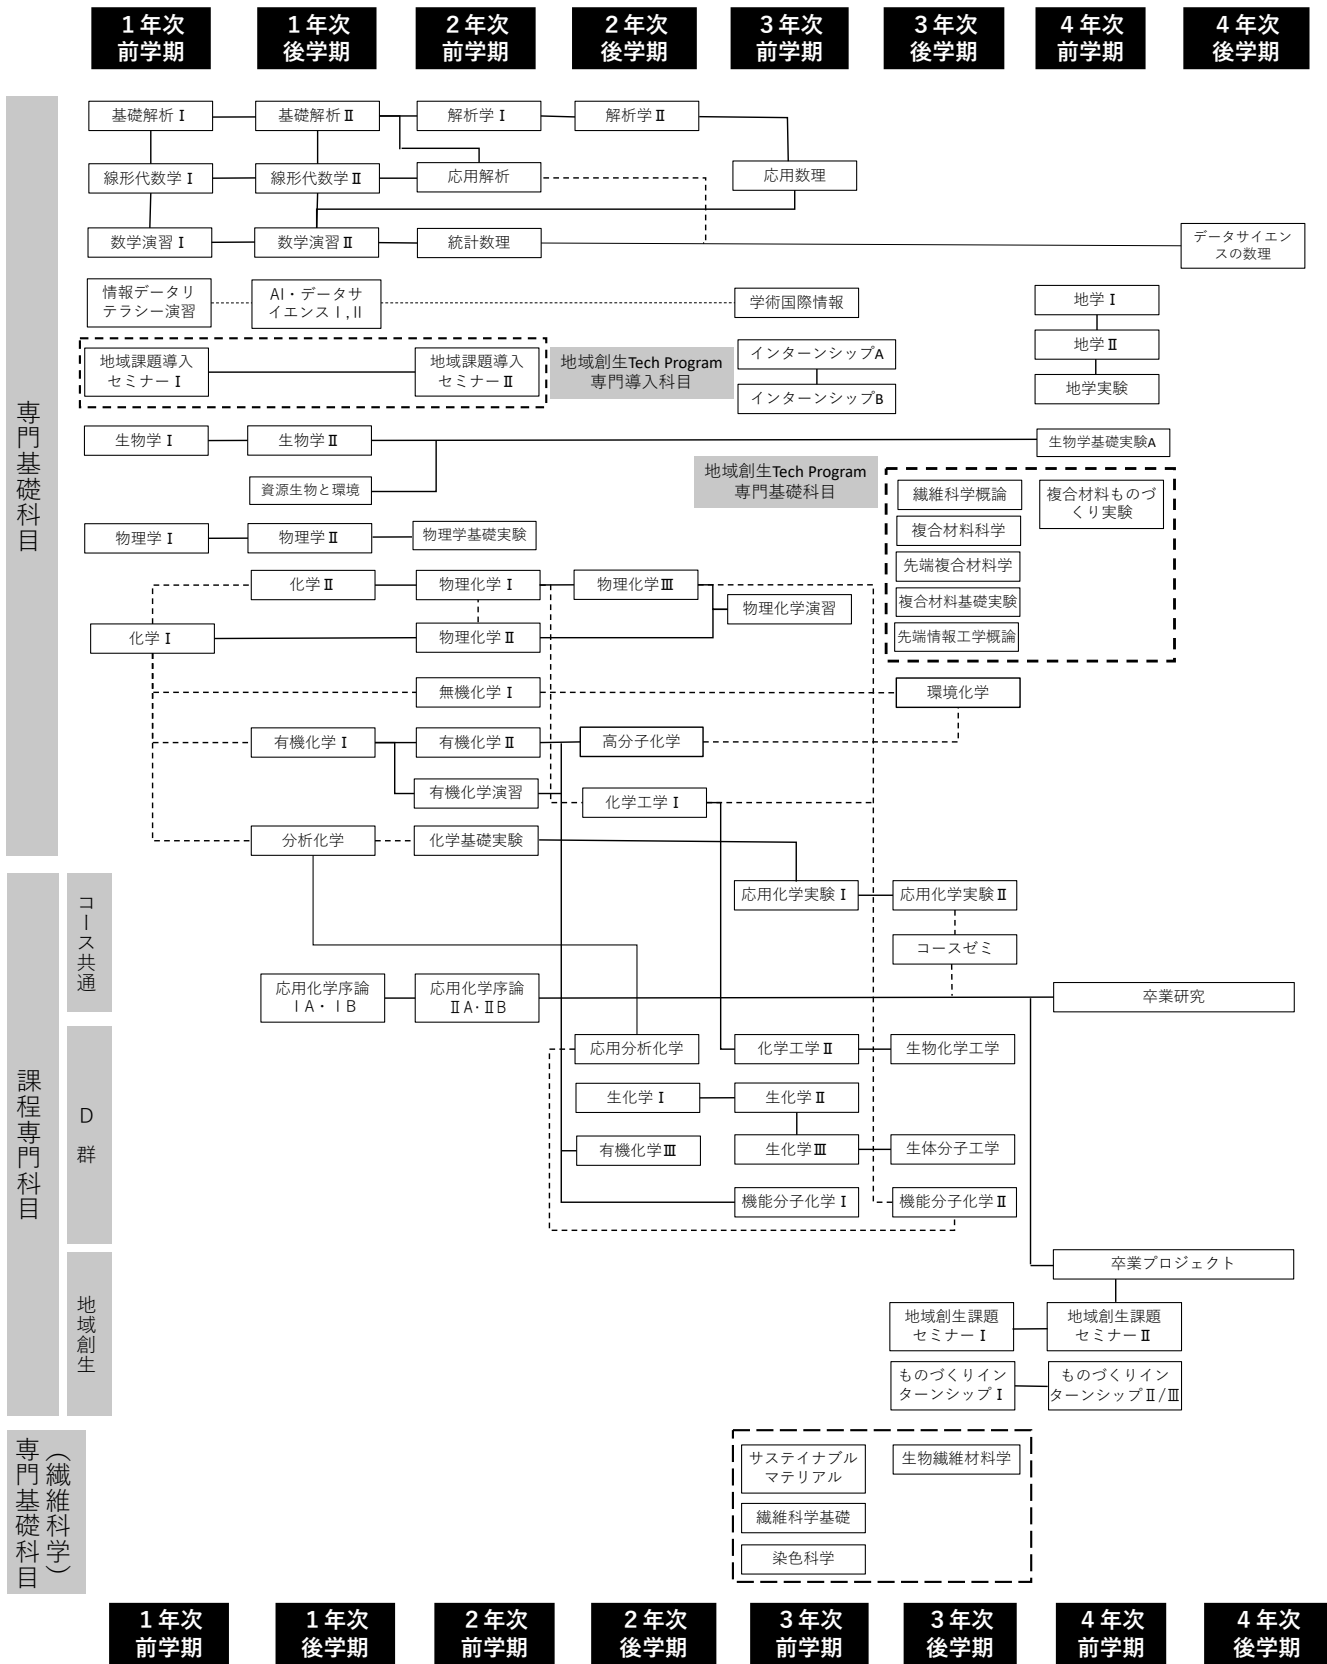 1年次
前学期
1年次
後学期
2年次
前学期
2年次
後学期
3年次
前学期
3年次
後学期
4年次
前学期
4年次
後学期
専門基礎科目
基礎解析Ⅰ
基礎解析Ⅱ
解析学Ⅰ
解析学Ⅱ
線形代数学Ⅰ
線形代数学Ⅱ
応用解析
応用数理
数学演習Ⅰ
数学演習Ⅱ
統計数理
データサイエン
スの数理
情報データリ
テラシー演習
AI・データサ
イエンスⅠ,Ⅱ
学術国際情報
地学Ⅰ
地学Ⅱ
地学実験
地域課題導入
セミナーⅠ
地域課題導入
セミナーⅡ
地域創生Tech Program
専門導入科目
インターンシップA
インターンシップB
生物学Ⅰ
生物学Ⅱ
生物学基礎実験A
資源生物と環境
地域創生Tech Program
専門基礎科目
繊維科学概論
複合材料ものづ
くり実験
複合材料科学
先端複合材料学
複合材料基礎実験
先端情報工学概論
物理学Ⅰ
物理学Ⅱ
物理学基礎実験
化学Ⅱ
物理化学Ⅰ
物理化学Ⅲ
物理化学演習
化学Ⅰ
物理化学Ⅱ
無機化学Ⅰ
環境化学
有機化学Ⅰ
有機化学Ⅱ
高分子化学
有機化学演習
化学工学Ⅰ
分析化学
化学基礎実験
課程専門科目
コース共通
応用化学実験Ⅰ
応用化学実験Ⅱ
コースゼミ
応用化学序論
ⅠA・ⅠB
応用化学序論
ⅡA・ⅡB
卒業研究
D群
応用分析化学
化学工学Ⅱ
生物化学工学
生化学Ⅰ
生化学Ⅱ
有機化学Ⅲ
生化学Ⅲ
生体分子工学
機能分子化学Ⅰ
機能分子化学Ⅱ
地域創生
卒業プロジェクト
地域創生課題
セミナーⅠ
地域創生課題
セミナーⅡ
ものづくりイン
ターンシップⅠ
ものづくりイン
ターンシップⅡ/Ⅲ
（繊維科学）
専門基礎科目
サステイナブル
マテリアル
生物繊維材料学
繊維科学基礎
染色科学
1年次
前学期
1年次
後学期
2年次
前学期
2年次
後学期
3年次
前学期
3年次
後学期
4年次
前学期
4年次
後学期